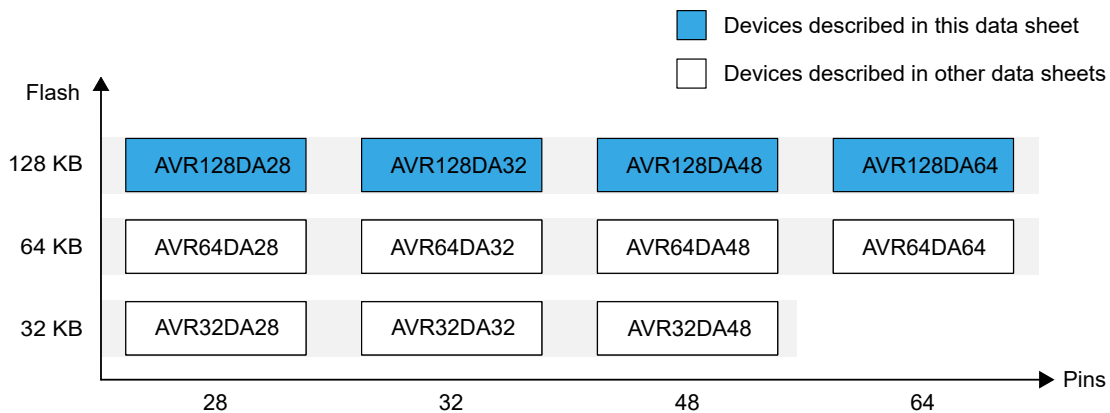 Devices described in this data sheet
Devices described in other data sheets
Flash
128 KB AVR128DA28 AVR128DA32 AVR128DA48 AVR128DA64
64 KB AVR64DA28 AVR64DA32 AVR64DA48 AVR64DA64
32 KB AVR32DA28 AVR32DA32 AVR32DA48
Pins
28 32 48 64